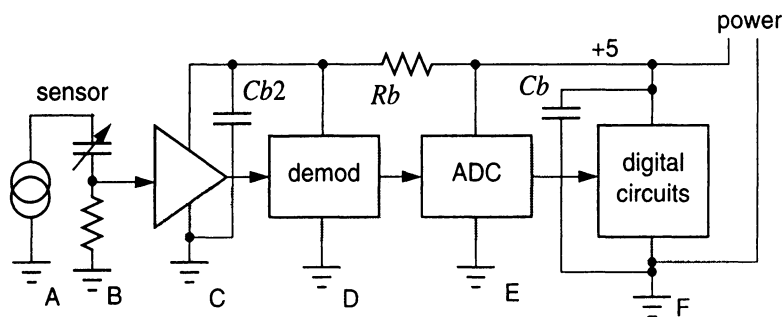 power
+5
sensor
Cb2
Rb
Cb
demod
ADC
digital
circuits
A
B
C
D
E
F